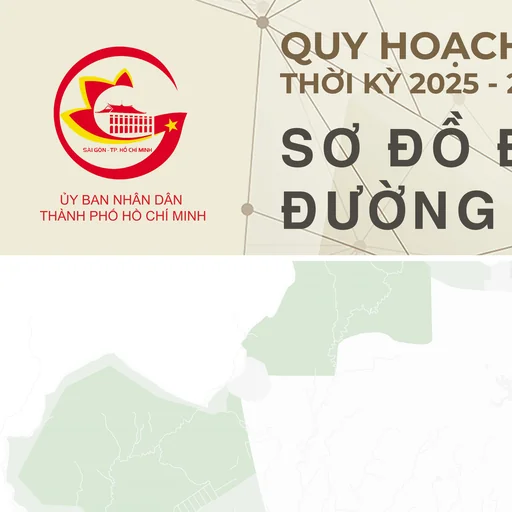 SÀI GÒN - TP. HỒ CHÍ MINH
ỦY BAN NHÂN DÂN
THÀNH PHỐ HỒ CHÍ MINH
QUY HOẠCH
THỜI KỲ 2025 - 2
SƠ ĐỒ Đ
ĐƯỜNG